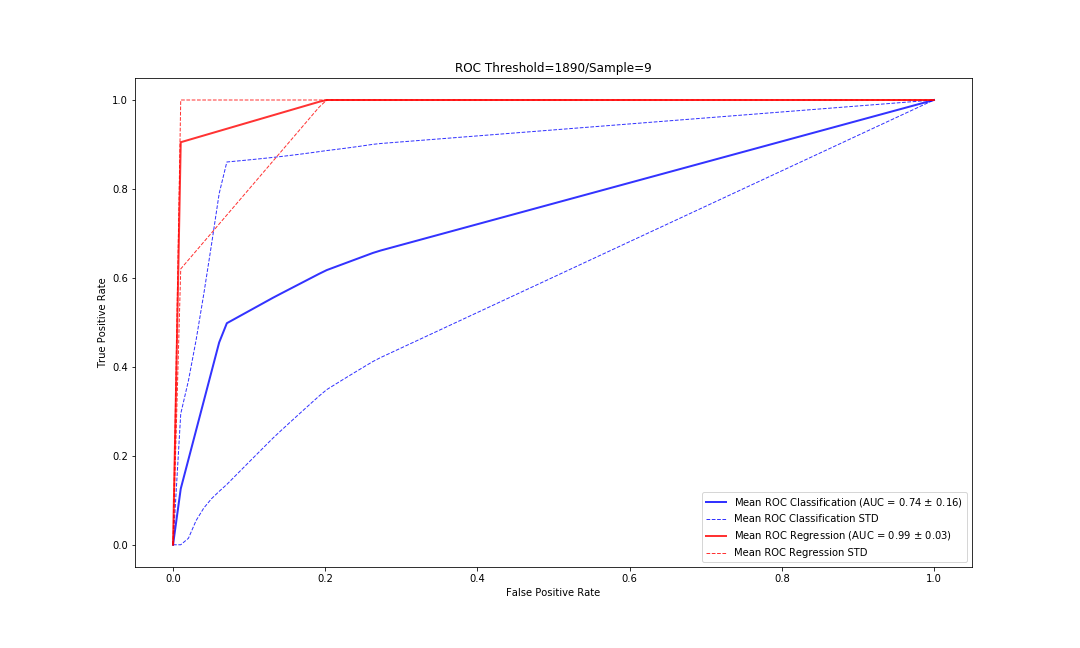 ROC Threshold=1890/Sample=9
True Positive Rate
1.0
0.8
0.6
0.4
0.2
0.0
Mean ROC Classification (AUC = 0.74 ± 0.16)
Mean ROC Classification STD
Mean ROC Regression (AUC = 0.99 ± 0.03)
Mean ROC Regression STD
0.0 0.2 0.4 0.6 0.8 1.0
False Positive Rate